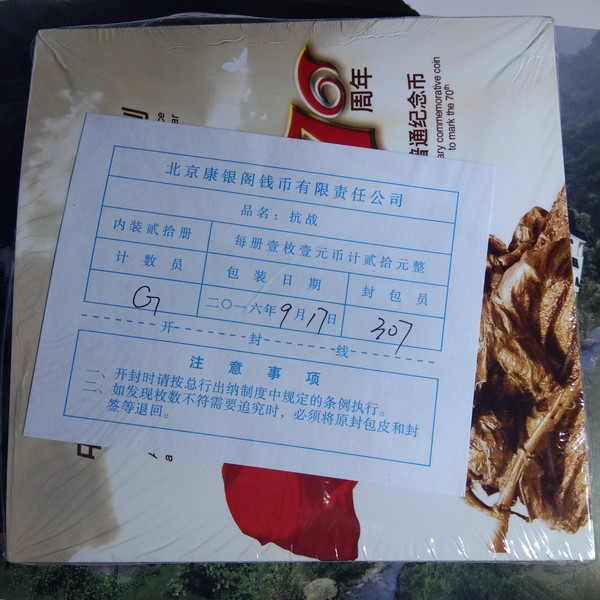 北京康银阁钱币有限责任公司
品名：抗战
内装贰拾册
每册壹枚壹元币计贰拾元整
计数员
包装日期
封包员
G
二〇一六年9月17日
307
开 封 线
注意事项
一、开封时请按总行出纳制度中规定的条例执行。
二、如发现枚数不符需要追究时，必须将原封包皮和封
签等退回。
周年
普通纪念币
ary commemorative coin
to mark the 70th